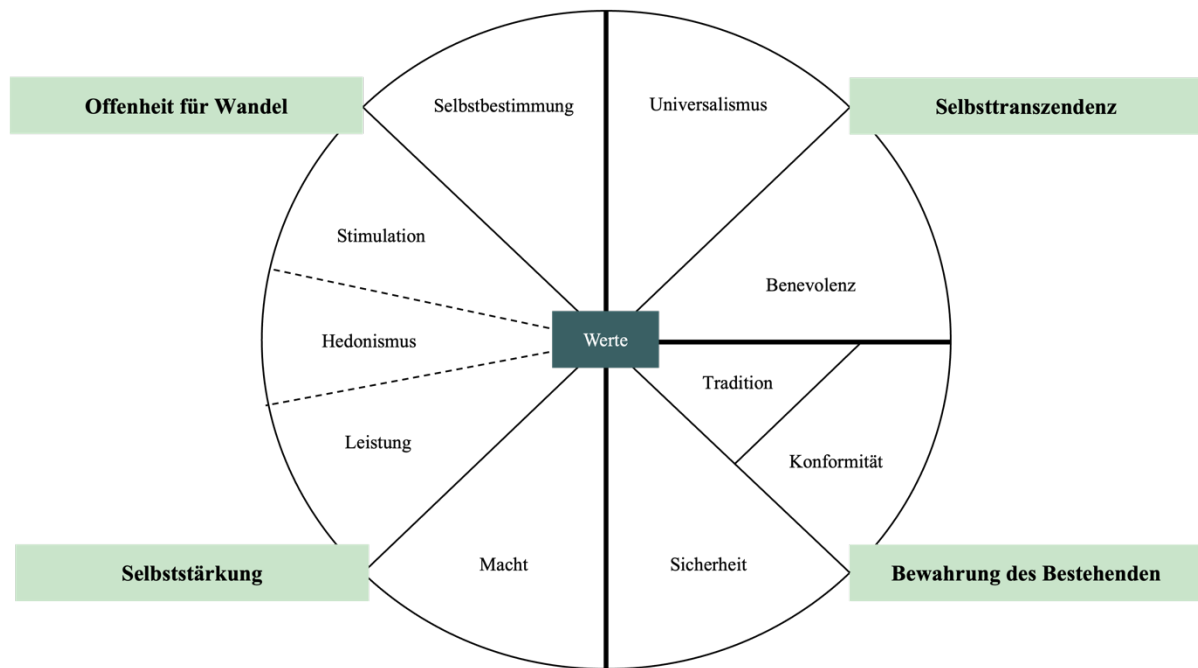 Offenheit für Wandel
Selbstbestimmung
Universalismus
Selbsttranszendenz
Stimulation
Benevolenz
Hedonismus
Werte
Tradition
Leistung
Konformität
Selbststärkung
Macht
Sicherheit
Bewahrung des Bestehenden